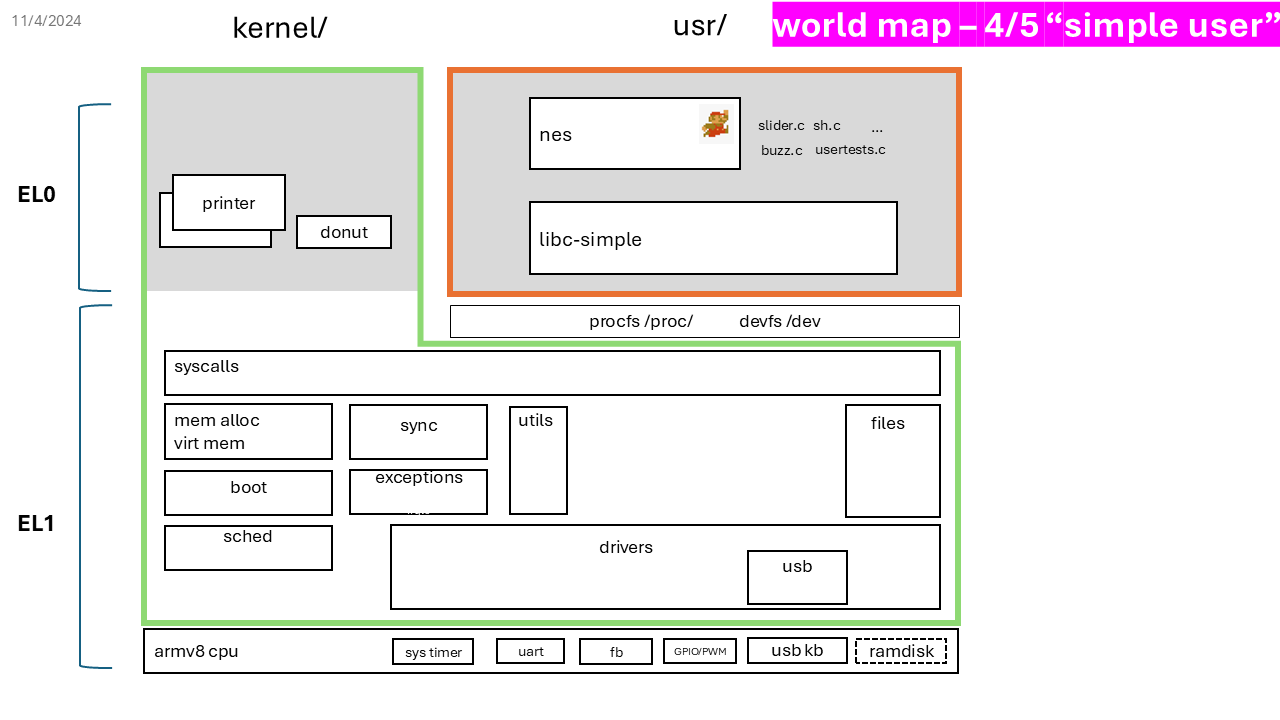 11/4/2024
kernel/
usr/
world map – 4/5 “simple user”
EL0
printer
donut
nes
slider.c sh.c ...
buzz.c usertests.c
libc-simple
procfs /proc/ devfs /dev
EL1
syscalls
mem alloc
virt mem
sync
utils
files
boot
exceptions
sched
drivers
usb
armv8 cpu
sys timer
uart
fb
GPIO/PWM
usb kb
ramdisk